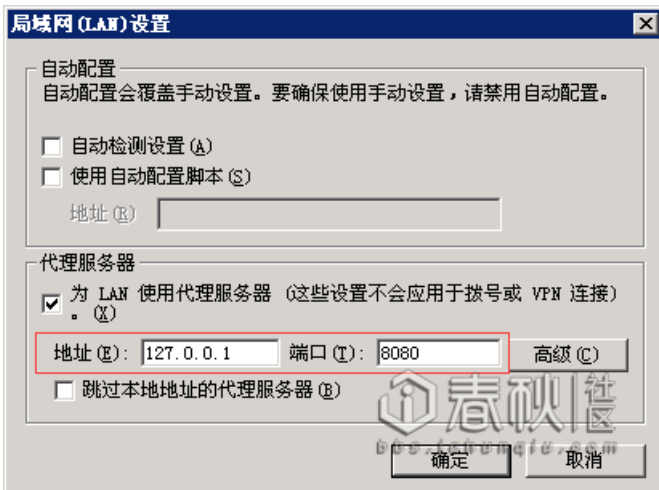 局域网(LAN)设置
自动配置
自动配置会覆盖手动设置。要确保使用手动设置，请禁用自动配置。
自动检测设置(A)
使用自动配置脚本(S)
地址(R)
代理服务器
为 LAN 使用代理服务器 (这些设置不会应用于拨号或 VPN 连接)
。(X)
地址(E): 127.0.0.1 端口(T): 8080 高级(C)
跳过本地地址的代理服务器(B)
春秋 社区
bbs.ichunqiu.com
确定 取消